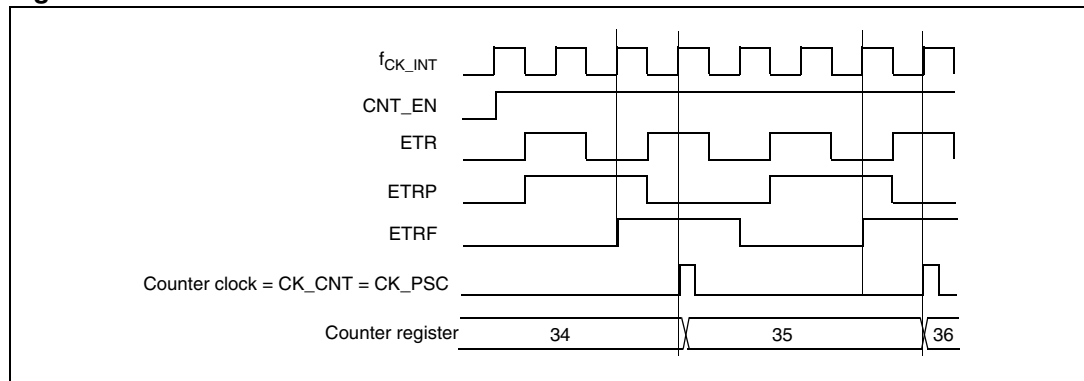 fCK_INT
CNT_EN
ETR
ETRP
ETRF
Counter clock = CK_CNT = CK_PSC
Counter register 34 35 36